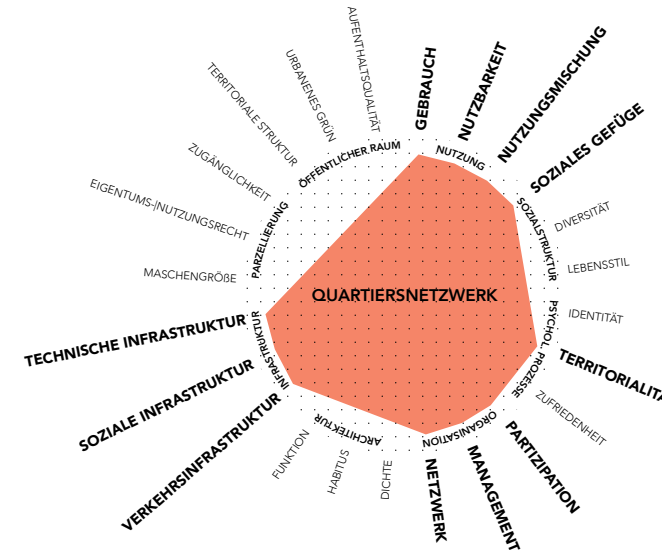 AUFENTHALTSQUALITÄT
GEBRAUCH
NUTZBARKEIT
NUTZUNGSMISCHUNG
SOZIALES GEFÜGE
DIVERSITÄT
LEBENSSTIL
IDENTITÄT
TERRITORIALITÄ
ZUFRIEDENHEIT
PARTIZIPATION
MANAGEMENT
NETZWERK
DICHTE
HABITUS
FUNKTION
VERKEHRSINFRASTRUKTUR
SOZIALE INFRASTRUKTUR
TECHNISCHE INFRASTRUKTUR
MASCHENGRÖßE
EIGENTUMS-|NUTZUNGSRECHT
ZUGÄNGLICHKEIT
TERRITORIALE STRUKTUR
URBANENES GRÜN
ÖFFENTLICHER RAUM
NUTZUNG
SOZIALSTRUKTUR
PSYCHOL. PROZESSE
ORGANISATION
ARCHITEKTUR
INFRASTRUKTUR
PARZELLIERUNG
QUARTIERSNETZWERK